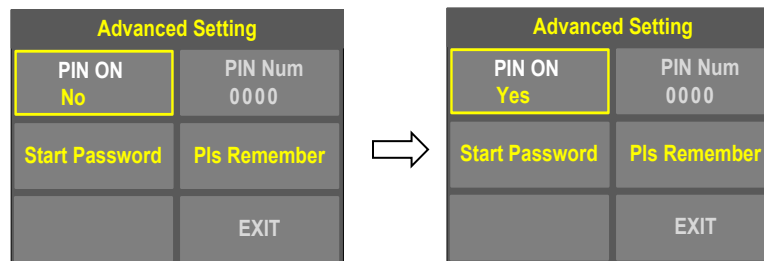 Advanced Setting
PIN ON
No
PIN Num
0000
Start Password
Pls Remember
EXIT
Advanced Setting
PIN ON
Yes
PIN Num
0000
Start Password
Pls Remember
EXIT